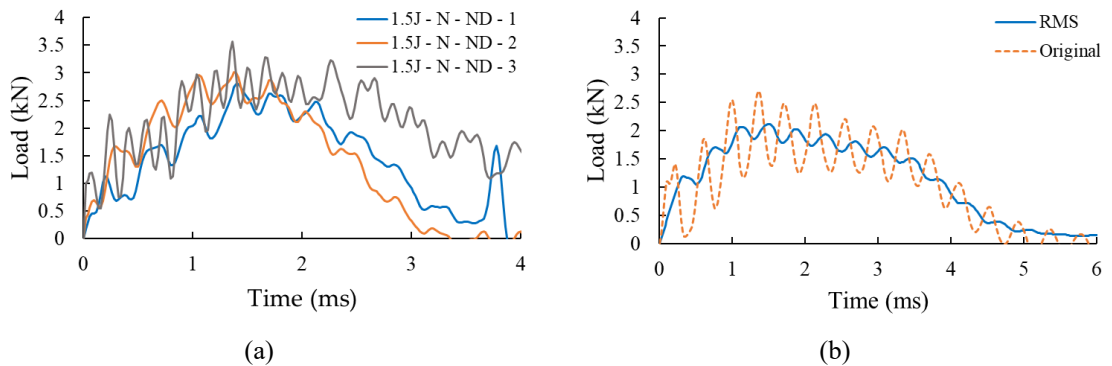 4
3.5
3
2.5
2
1.5
1
0.5
0
Load (kN)
0 1 2 3 4
Time (ms)
1.5J - N - ND - 1
1.5J - N - ND - 2
1.5J - N - ND - 3
(a)
4
3.5
3
2.5
2
1.5
1
0.5
0
Load (kN)
0 1 2 3 4 5 6
Time (ms)
RMS
Original
(b)